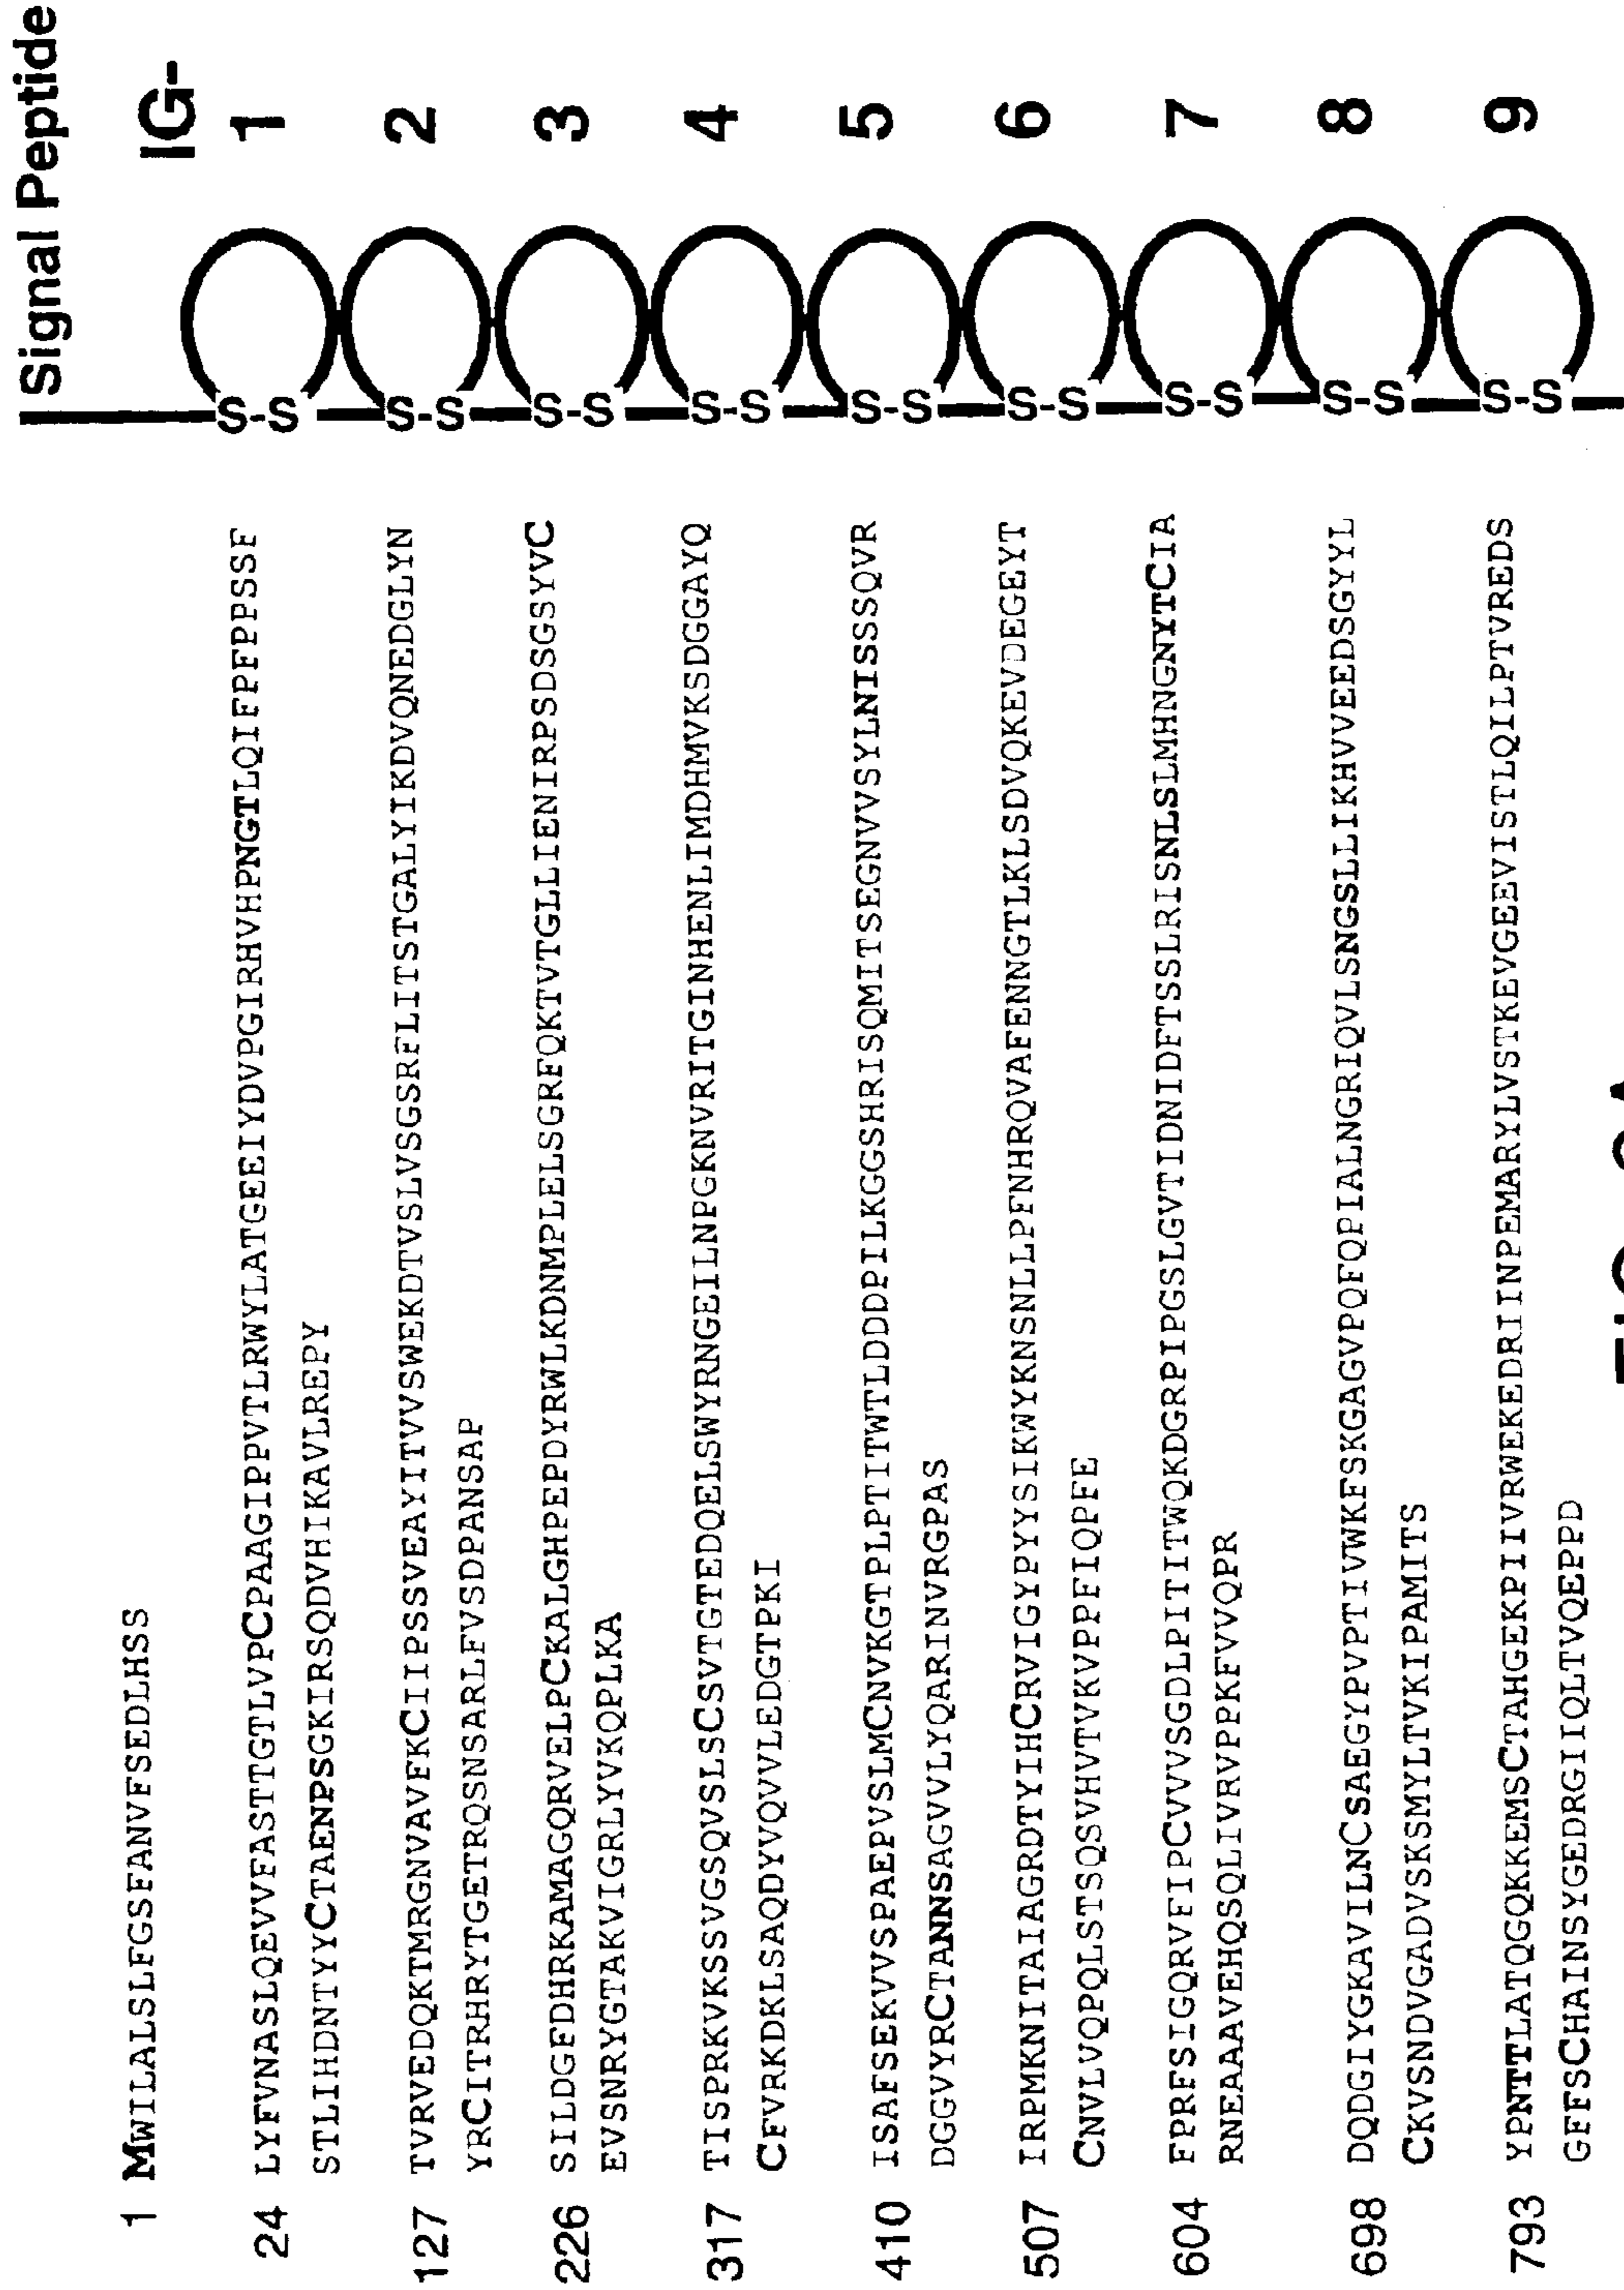 Signal Peptide
1 MWILALSLFGSFANVFSEDLHSS
IG-
24 LYFVNASLQEVVFASTTGTLVPCPAAGIPPVTLRWYLATGEEIYDVPGIRHVHPNGTLQIFPFPPSSF S-S 1
STLIHDNTYYCTAENPSGKIRSQDVHIKAVLREPY
127 TVRVEDQKTMRGNVAVFKCIIPSSVEAYITVVSWEKDTVSLVSGSRFLITSTGALYIKDVQNEDGLYN S-S 2
YRCITRHRYTGETRQSNSARLFVSDPANSAP
226 SILDGFDHRKAMAGQRVELPCKALGHPEPDYRWLKDNMPLELSGRFQKTVTGLLIENIRPSDSGSYVC S-S 3
EVSNRYGTAKVIGRLYVKQPLKA
317 TISPRKVKSSVGSQVSLSCSVTGTEDQELSWYRNGEILNPGKNVRITGINHENLIMDHMVKSDGGAYQ S-S 4
CFVRKDKLSAQDYVQVVLEDGTPKI
410 ISAFSEKVVSPAEPVSLMCNVKGTPLPTITWTLDDDPILKGGSHRISQMITSEGNVVSYLNISSSQVR S-S 5
DGGVYRCTANNSAGVVLYQARINVRGPAS
507 IRPMKNITAIAGRDTYIHCRVIGYPYYSIKWYKNSNLLPFNHRQVAFENNGTLKLSDVQKEVDEGEYT S-S 6
CNVLVQPQLSTSQSVHVTVKVPPFIQPFE
604 FPRFSIGQRVFIPCVVVSGDLPITITWQKDGRPIPGSLGVTIDNIDFTSSLRISNLSLMHNGNYTCIA S-S 7
RNEAAAVEHQSQLIVRVPPKFVVQPR
698 DQDGIYGKAVILNCSAEGYPVPTIVWKFSKGAGVPQFQPIALNGRIQVLSNGSLLIKHVVEEDSGYYL S-S 8
CKVSNDVGADVSKSMYLTVKIPAMITS
793 YPNTTLATQGQKKEMSCTAHGEKPIIVRWEKEDRIINPEMARYLVSTKEVGEEVISTLQILPTVREDS S-S 9
GFFSCHAINSYGEDRGIIQLTVQEPPD